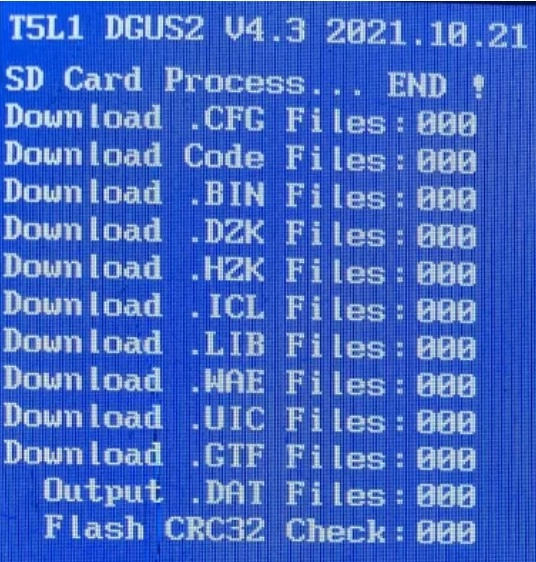 T5L1 DGUS2 V4.3 2021.10.21
SD Card Process... END !
Download .CFG Files:000
Download Code Files:000
Download .BIN Files:000
Download .DZK Files:000
Download .HZK Files:000
Download .ICL Files:000
Download .LIB Files:000
Download .WAE Files:000
Download .UIC Files:000
Download .GTF Files:000
Output .DAT Files:000
Flash CRC32 Check:000